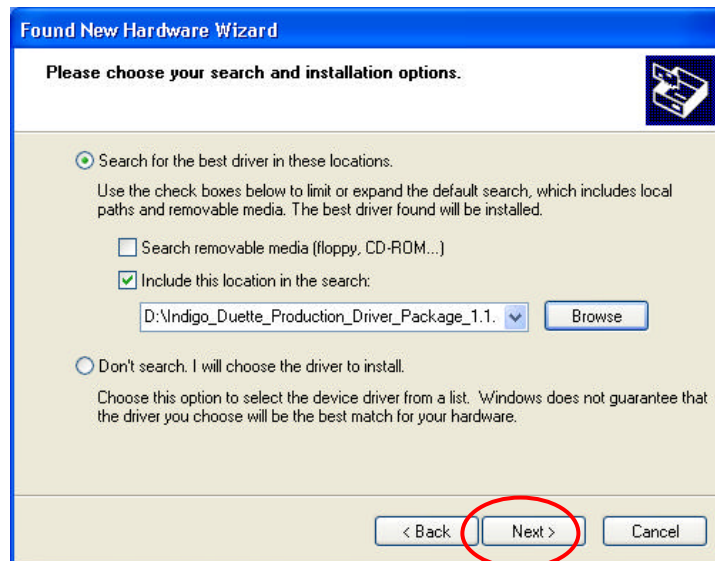 Found New Hardware Wizard
Please choose your search and installation options.
Search for the best driver in these locations.
Use the check boxes below to limit or expand the default search, which includes local
paths and removable media. The best driver found will be installed.
Search removable media (floppy, CD-ROM...)
Include this location in the search:
D:\Indigo_Duette_Production_Driver_Package_1.1. Browse
Don't search. I will choose the driver to install.
Choose this option to select the device driver from a list. Windows does not guarantee that
the driver you choose will be the best match for your hardware.
< Back Next > Cancel